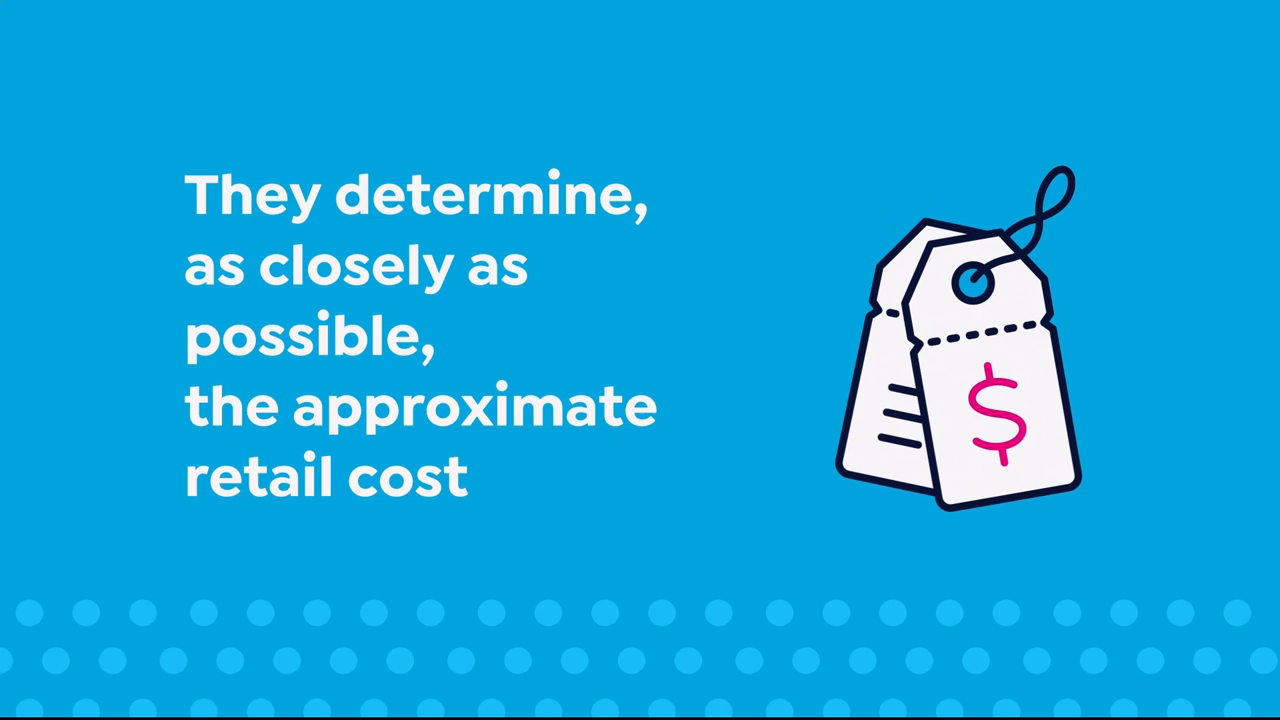 They determine,
as closely as
possible,
the approximate
retail cost
$